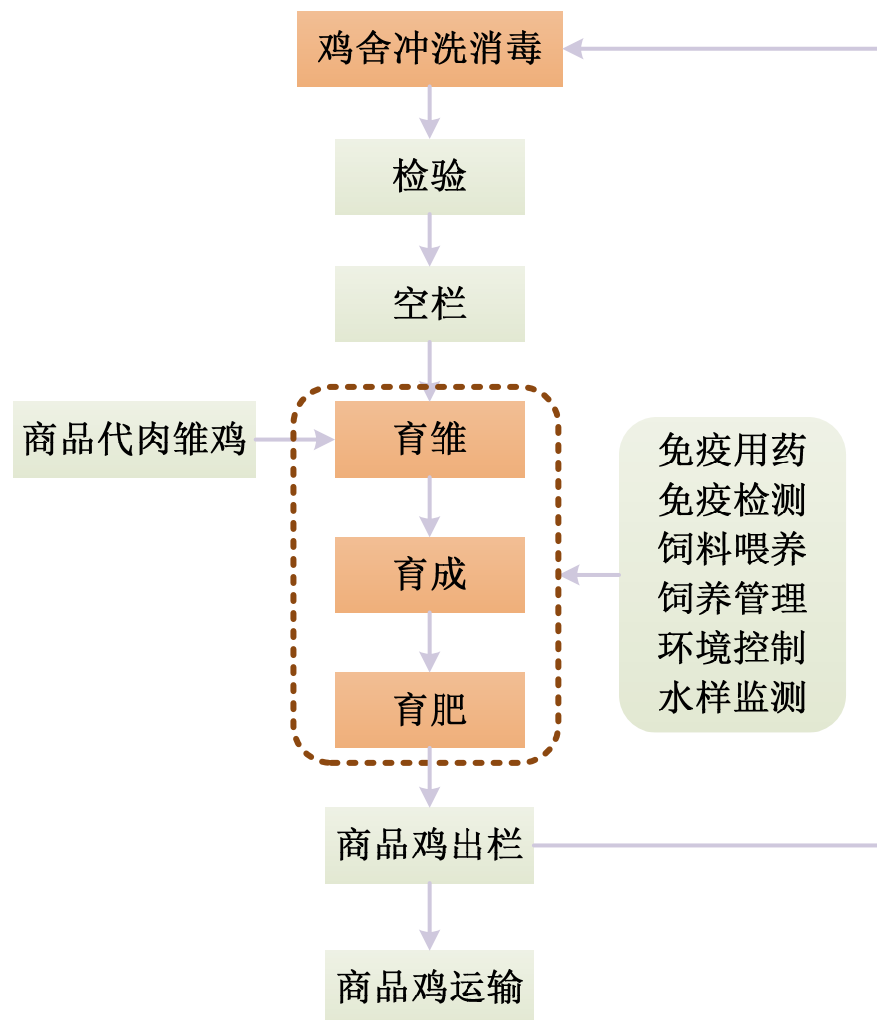 鸡舍冲洗消毒
检验
空栏
商品代肉雏鸡
育雏
育成
育肥
免疫用药
免疫检测
饲料喂养
饲养管理
环境控制
水样监测
商品鸡出栏
商品鸡运输